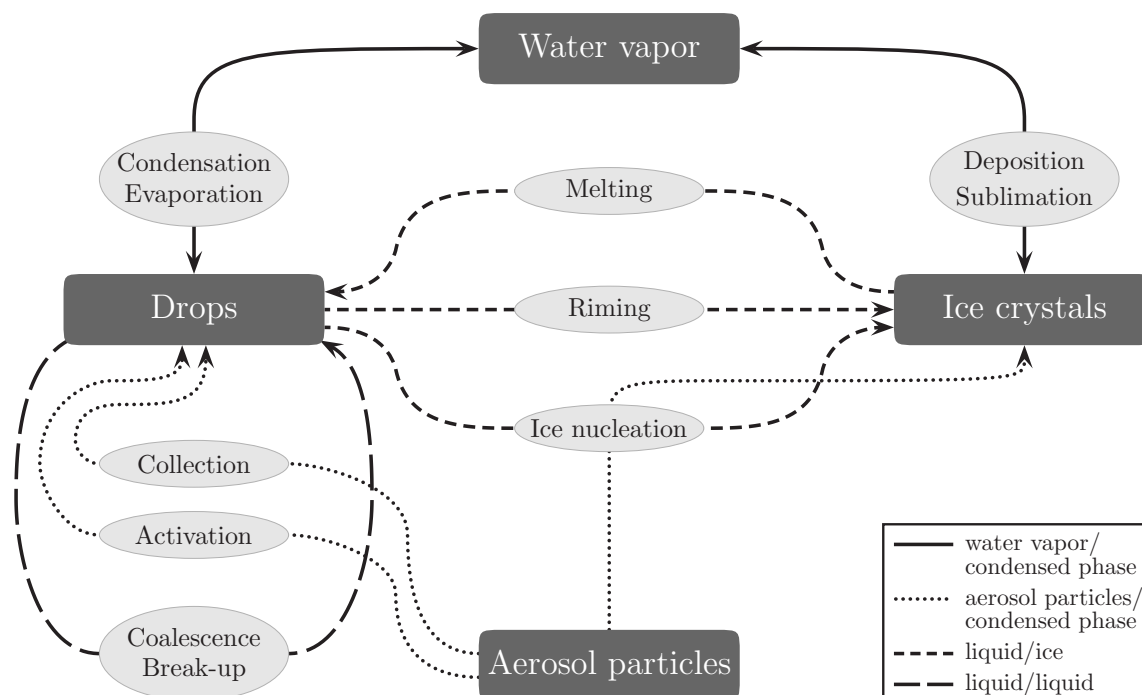 Water vapor
Condensation
Evaporation
Deposition
Sublimation
Melting
Drops
Riming
Ice crystals
Ice nucleation
Collection
Activation
Coalescence
Break-up
Aerosol particles
water vapor/
condensed phase
aerosol particles/
condensed phase
liquid/ice
liquid/liquid